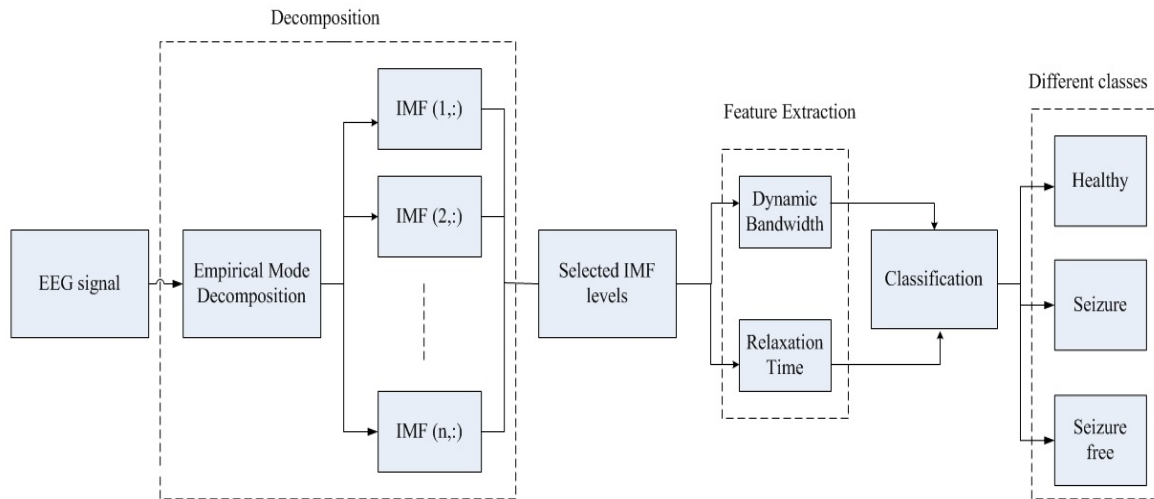 Decomposition
IMF (1,:)
IMF (2,:)
IMF (n,:)
EEG signal
Empirical Mode
Decomposition
Selected IMF
levels
Feature Extraction
Dynamic
Bandwidth
Relaxation
Time
Classification
Different classes
Healthy
Seizure
Seizure
free